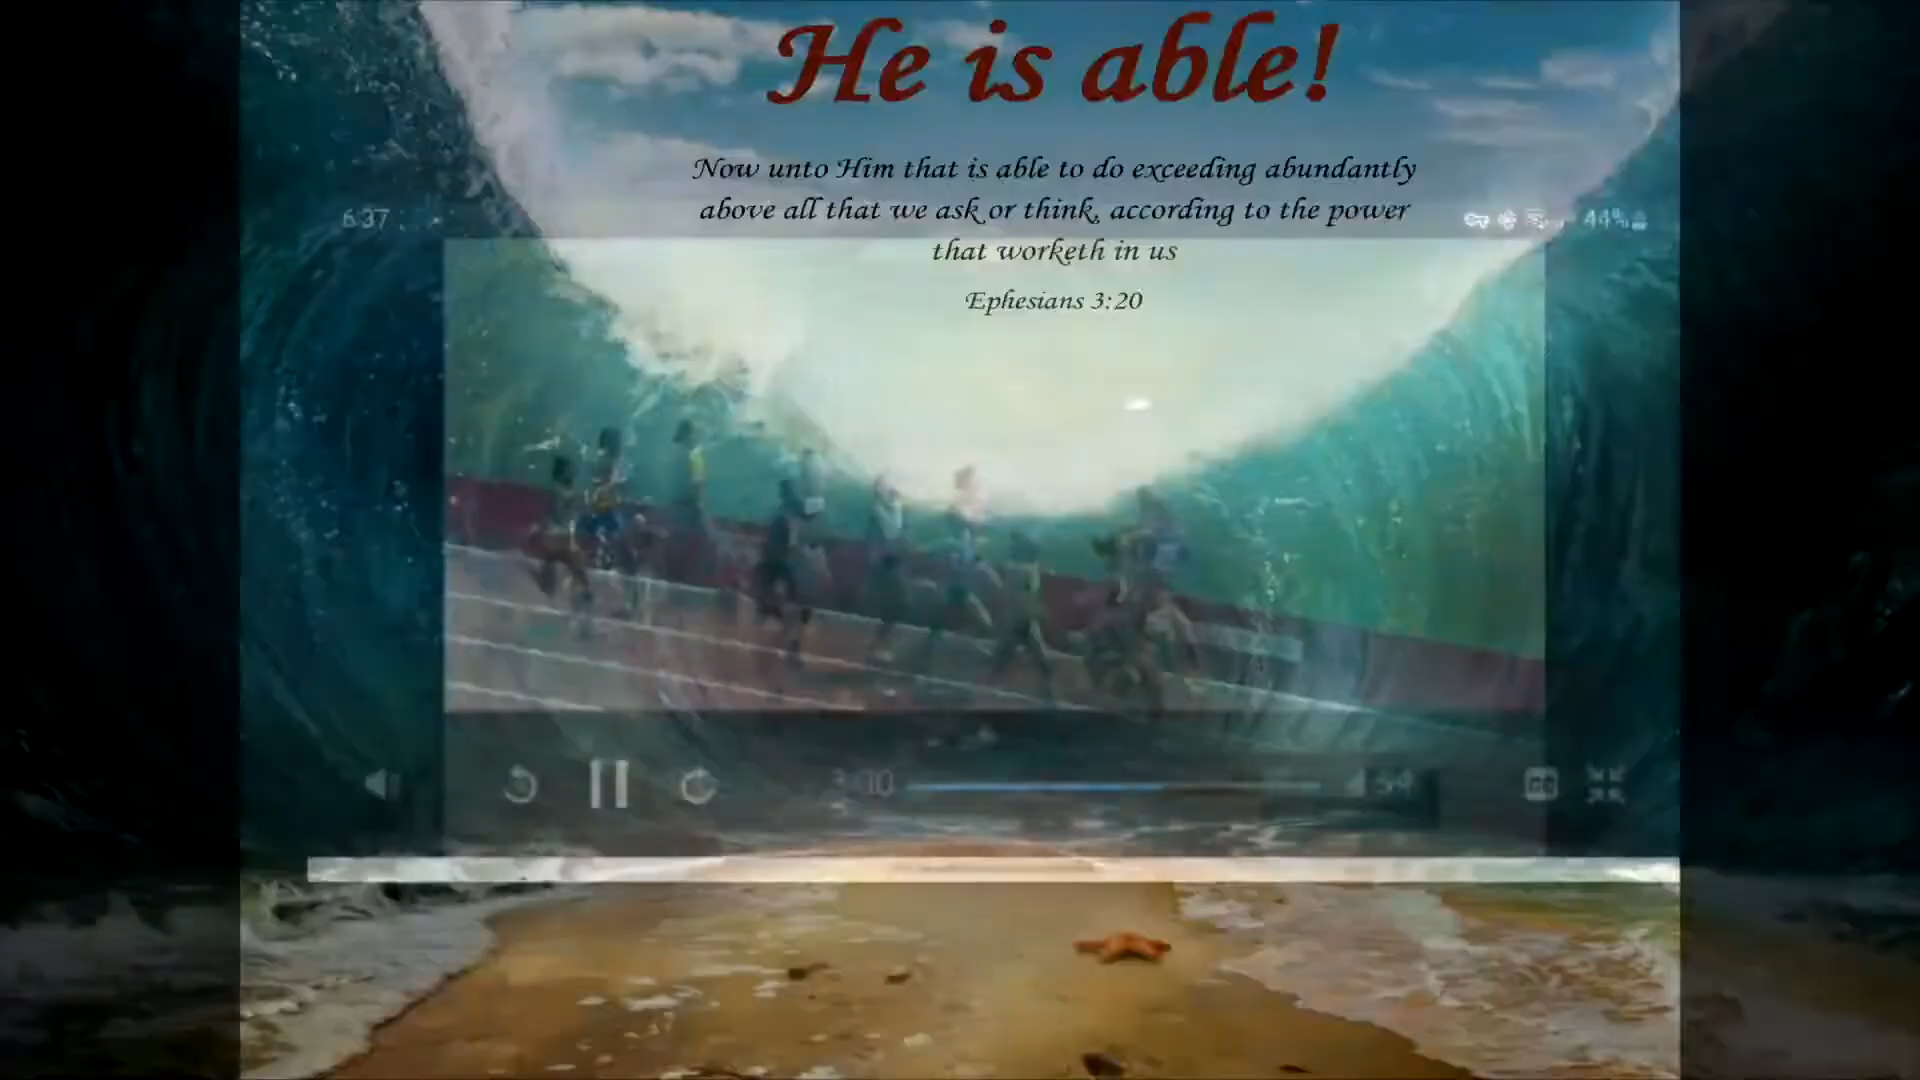 He is able!
Now unto Him that is able to do exceeding abundantly
above all that we ask or think, according to the power
6:37
44%
that worketh in us
Ephesians 3:20